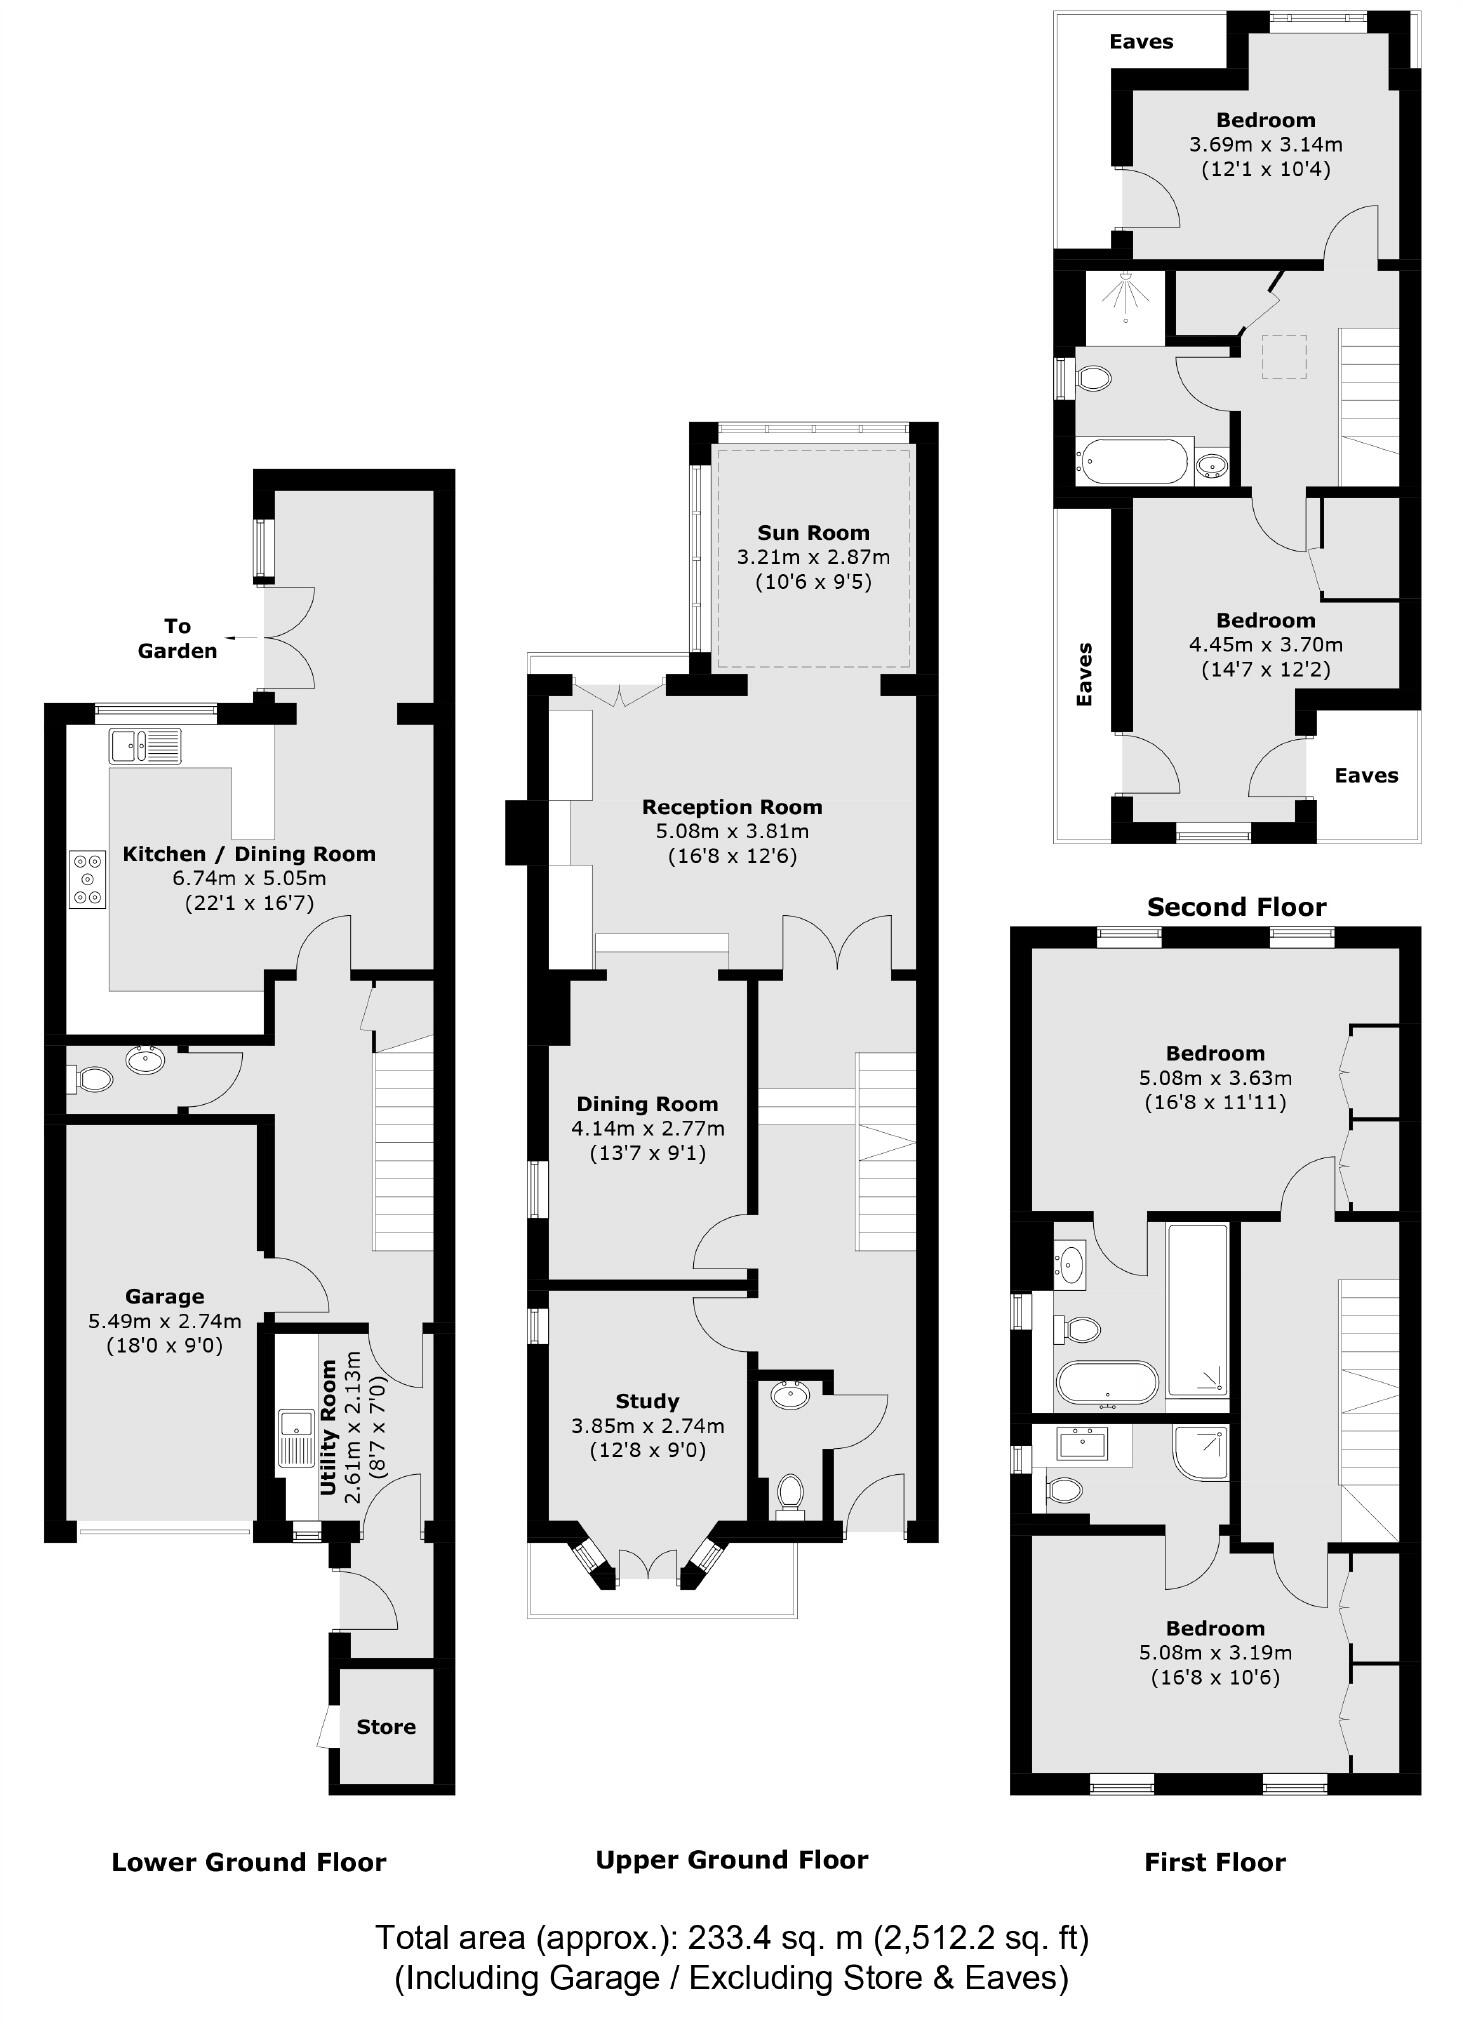 Eaves
Bedroom
3.69m x 3.14m
(12'1 x 10'4)
Bedroom
4.45m x 3.70m
(14'7 x 12'2)
Eaves
Eaves
Second Floor
To
Garden
Kitchen / Dining Room
6.74m x 5.05m
(22'1 x 16'7)
Garage
5.49m x 2.74m
(18'0 x 9'0)
Utility Room
2.61m x 2.13m
(8'7 x 7'0)
Store
Lower Ground Floor
Sun Room
3.21m x 2.87m
(10'6 x 9'5)
Reception Room
5.08m x 3.81m
(16'8 x 12'6)
Dining Room
4.14m x 2.77m
(13'7 x 9'1)
Study
3.85m x 2.74m
(12'8 x 9'0)
Upper Ground Floor
Bedroom
5.08m x 3.63m
(16'8 x 11'11)
Bedroom
5.08m x 3.19m
(16'8 x 10'6)
First Floor
Total area (approx.): 233.4 sq. m (2,512.2 sq. ft)
(Including Garage / Excluding Store & Eaves)